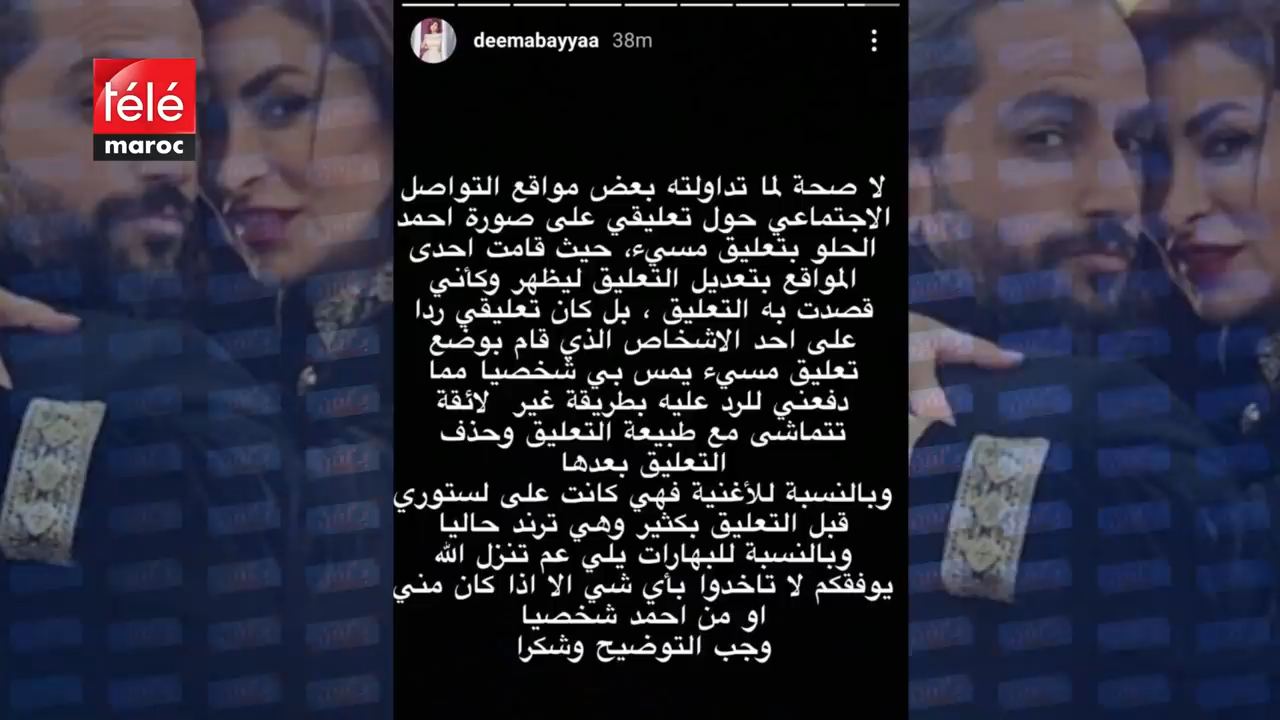 télé
maroc
deemabayyaa 38m
لا صحة لما تداولته بعض مواقع التواصل
الاجتماعي حول تعليقي على صورة احمد
الحلو بتعليق مسيء، حيث قامت احدى
المواقع بتعديل التعليق ليظهر وكأني
قصدت به التعليق ، بل كان تعليقي ردا
على احد الاشخاص الذي قام بوضع
تعليق مسيء يمس بي شخصيا مما
دفعني للرد عليه بطريقة غير لائقة
تتماشى مع طبيعة التعليق وحذف
التعليق بعدها
وبالنسبة للأغنية فهي كانت على لستوري
قبل التعليق بكثير وهي ترند حاليا
وبالنسبة للبهارات يلي عم تنزل الله
يوفقكم لا تاخدوا بأي شي الا اذا كان مني
او من احمد شخصيا
وجب التوضيح وشكرا